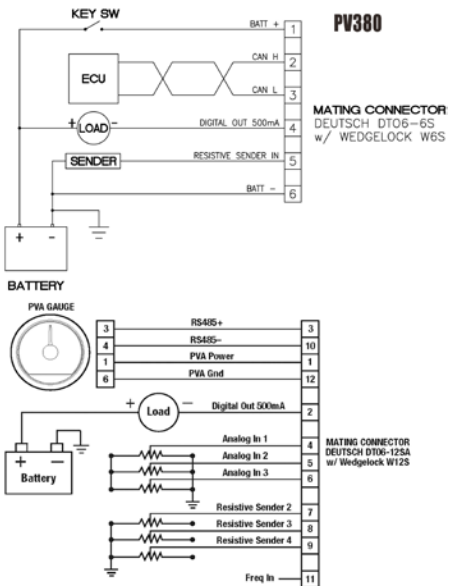 KEY SW
PV380
BATT + 1
CAN H 2
ECU
CAN L 3
MATING CONNECTOR
DEUTSCH DT06-6S
w/ WEDGELOCK W6S
+ LOAD - DIGITAL OUT 500mA 4
SENDER RESISTIVE SENDER IN 5
BATT - 6
+ -
BATTERY
PVA GAUGE
3 RS485+ 3
4 RS485- 10
1 PVA Power 1
6 PVA Gnd 12
+ Load - Digital Out 500mA 2
Analog In 1 4
MATING CONNECTOR
DEUTSCH DT06-12SA
w/ Wedgelock W12S
Analog In 2 5
Analog In 3 6
+ -
Battery
Resistive Sender 2 7
Resistive Sender 3 8
Resistive Sender 4 9
Freq In 11